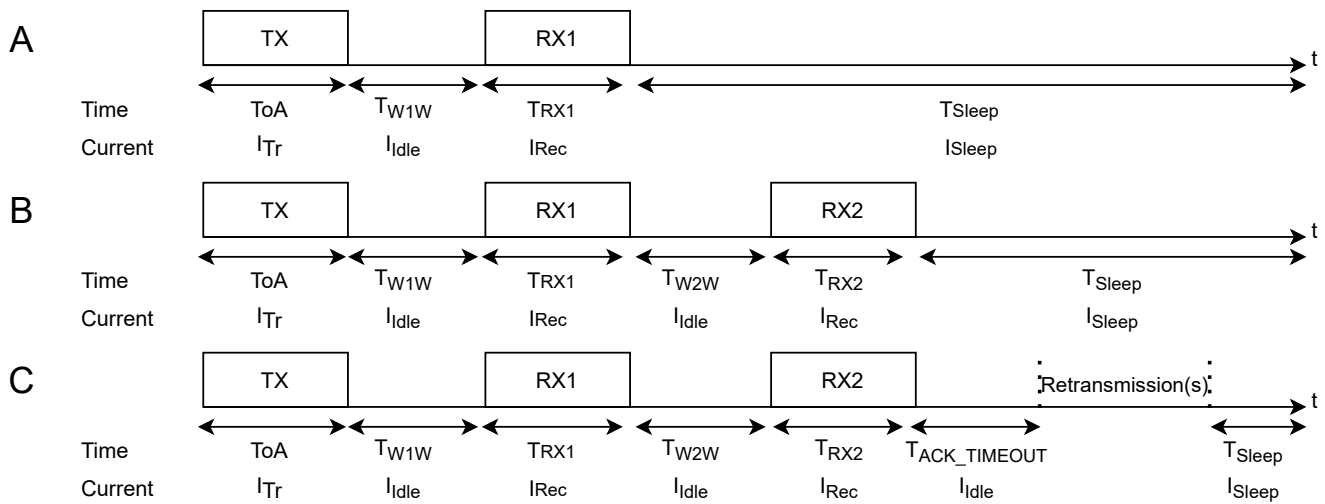 A TX RX1 t
Time ToA TW1W TRX1 TSleep
Current ITr IIdle IRec ISleep
B TX RX1 RX2 t
Time ToA TW1W TRX1 TW2W TRX2 TSleep
Current ITr IIdle IRec IIdle IRec ISleep
C TX RX1 RX2 Retransmission(s) t
Time ToA TW1W TRX1 TW2W TRX2 TACK_TIMEOUT TSleep
Current ITr IIdle IRec IIdle IRec IIdle ISleep